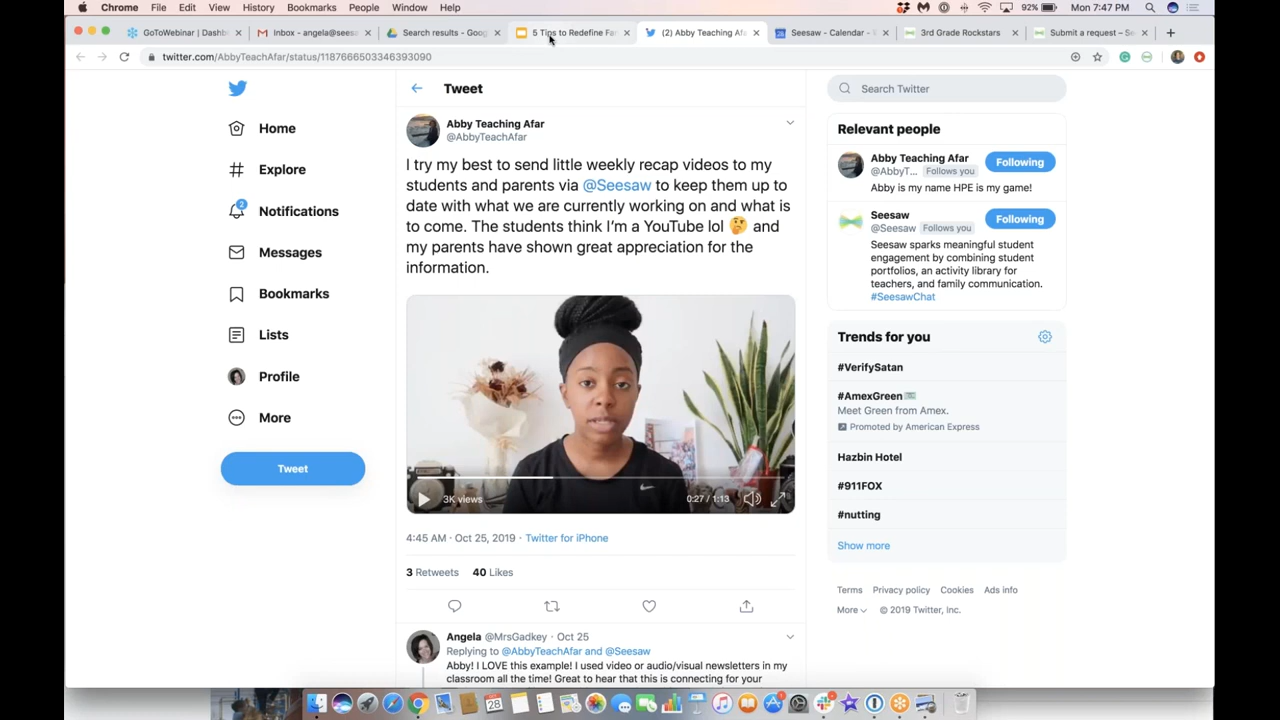 Chrome File Edit View History Bookmarks People Window Help 92% Mon 7:47 PM
GoToWebinar | Dashb Inbox - angela@sees Search results - Goog 5 Tips to Redefine Fa (2) Abby Teaching Afa Seesaw - Calendar - 3rd Grade Rockstars Submit a request – Se
twitter.com/AbbyTeachAfar/status/1187666503346393090
Tweet
Search Twitter
Home
Explore
2
Notifications
Messages
Bookmarks
Lists
Profile
More
Tweet
Abby Teaching Afar
@AbbyTeachAfar
I try my best to send little weekly recap videos to my
students and parents via @Seesaw to keep them up to
date with what we are currently working on and what is
to come. The students think I'm a YouTube lol 🤔 and
my parents have shown great appreciation for the
information.
3K views 0:27 / 1:13
4:45 AM · Oct 25, 2019 · Twitter for iPhone
3 Retweets 40 Likes
Angela @MrsGadkey · Oct 25
Replying to @AbbyTeachAfar and @Seesaw
Abby! I LOVE this example! I used video or audio/visual newsletters in my
classroom all the time! Great to hear that this is connecting for your
Relevant people
Abby Teaching Afar
@AbbyT... Follows you
Following
Abby is my name HPE is my game!
Seesaw
@Seesaw Follows you
Following
Seesaw sparks meaningful student
engagement by combining student
portfolios, an activity library for
teachers, and family communication.
#SeesawChat
Trends for you
#VerifySatan
#AmexGreen
Meet Green from Amex.
Promoted by American Express
Hazbin Hotel
#911FOX
#nutting
Show more
Terms Privacy policy Cookies Ads info
More © 2019 Twitter, Inc.
28